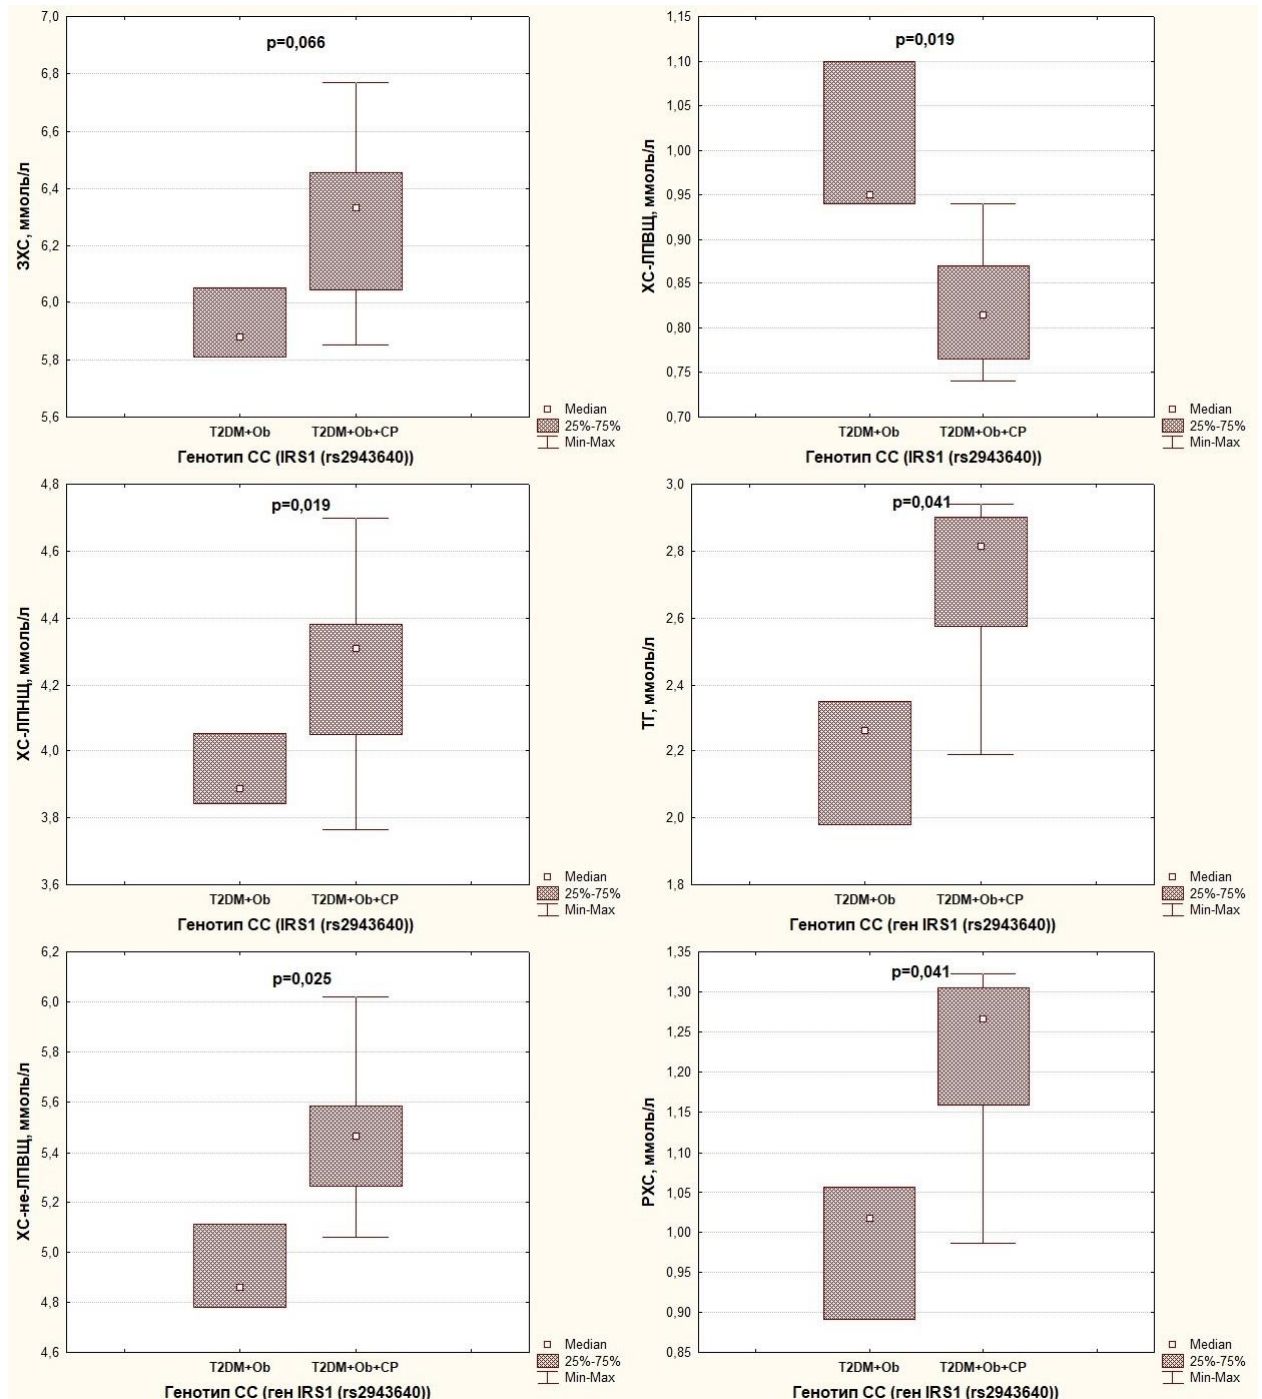 7,0
6,8
6,6
6,4
6,2
6,0
5,8
5,6
ЗХС, ммоль/л
p=0,066
T2DM+Ob T2DM+Ob+CP
Генотип CC (IRS1 (rs2943640))
Median
25%-75%
Min-Max
1,15
1,10
1,05
1,00
0,95
0,90
0,85
0,80
0,75
0,70
ХС-ЛПВЩ, ммоль/л
p=0,019
T2DM+Ob T2DM+Ob+CP
Генотип CC (IRS1 (rs2943640))
Median
25%-75%
Min-Max
4,8
4,6
4,4
4,2
4,0
3,8
3,6
ХС-ЛПНЩ, ммоль/л
p=0,019
T2DM+Ob T2DM+Ob+CP
Генотип CC (IRS1 (rs2943640))
Median
25%-75%
Min-Max
3,0
2,8
2,6
2,4
2,2
2,0
1,8
ТГ, ммоль/л
p=0,041
T2DM+Ob T2DM+Ob+CP
Генотип CC (ген IRS1 (rs2943640))
Median
25%-75%
Min-Max
6,2
6,0
5,8
5,6
5,4
5,2
5,0
4,8
4,6
ХС-не-ЛПВЩ, ммоль/л
p=0,025
T2DM+Ob T2DM+Ob+CP
Генотип CC (ген IRS1 (rs2943640))
Median
25%-75%
Min-Max
1,35
1,30
1,25
1,20
1,15
1,10
1,05
1,00
0,95
0,90
0,85
РХС, ммоль/л
p=0,041
T2DM+Ob T2DM+Ob+CP
Генотип CC (ген IRS1 (rs2943640))
Median
25%-75%
Min-Max